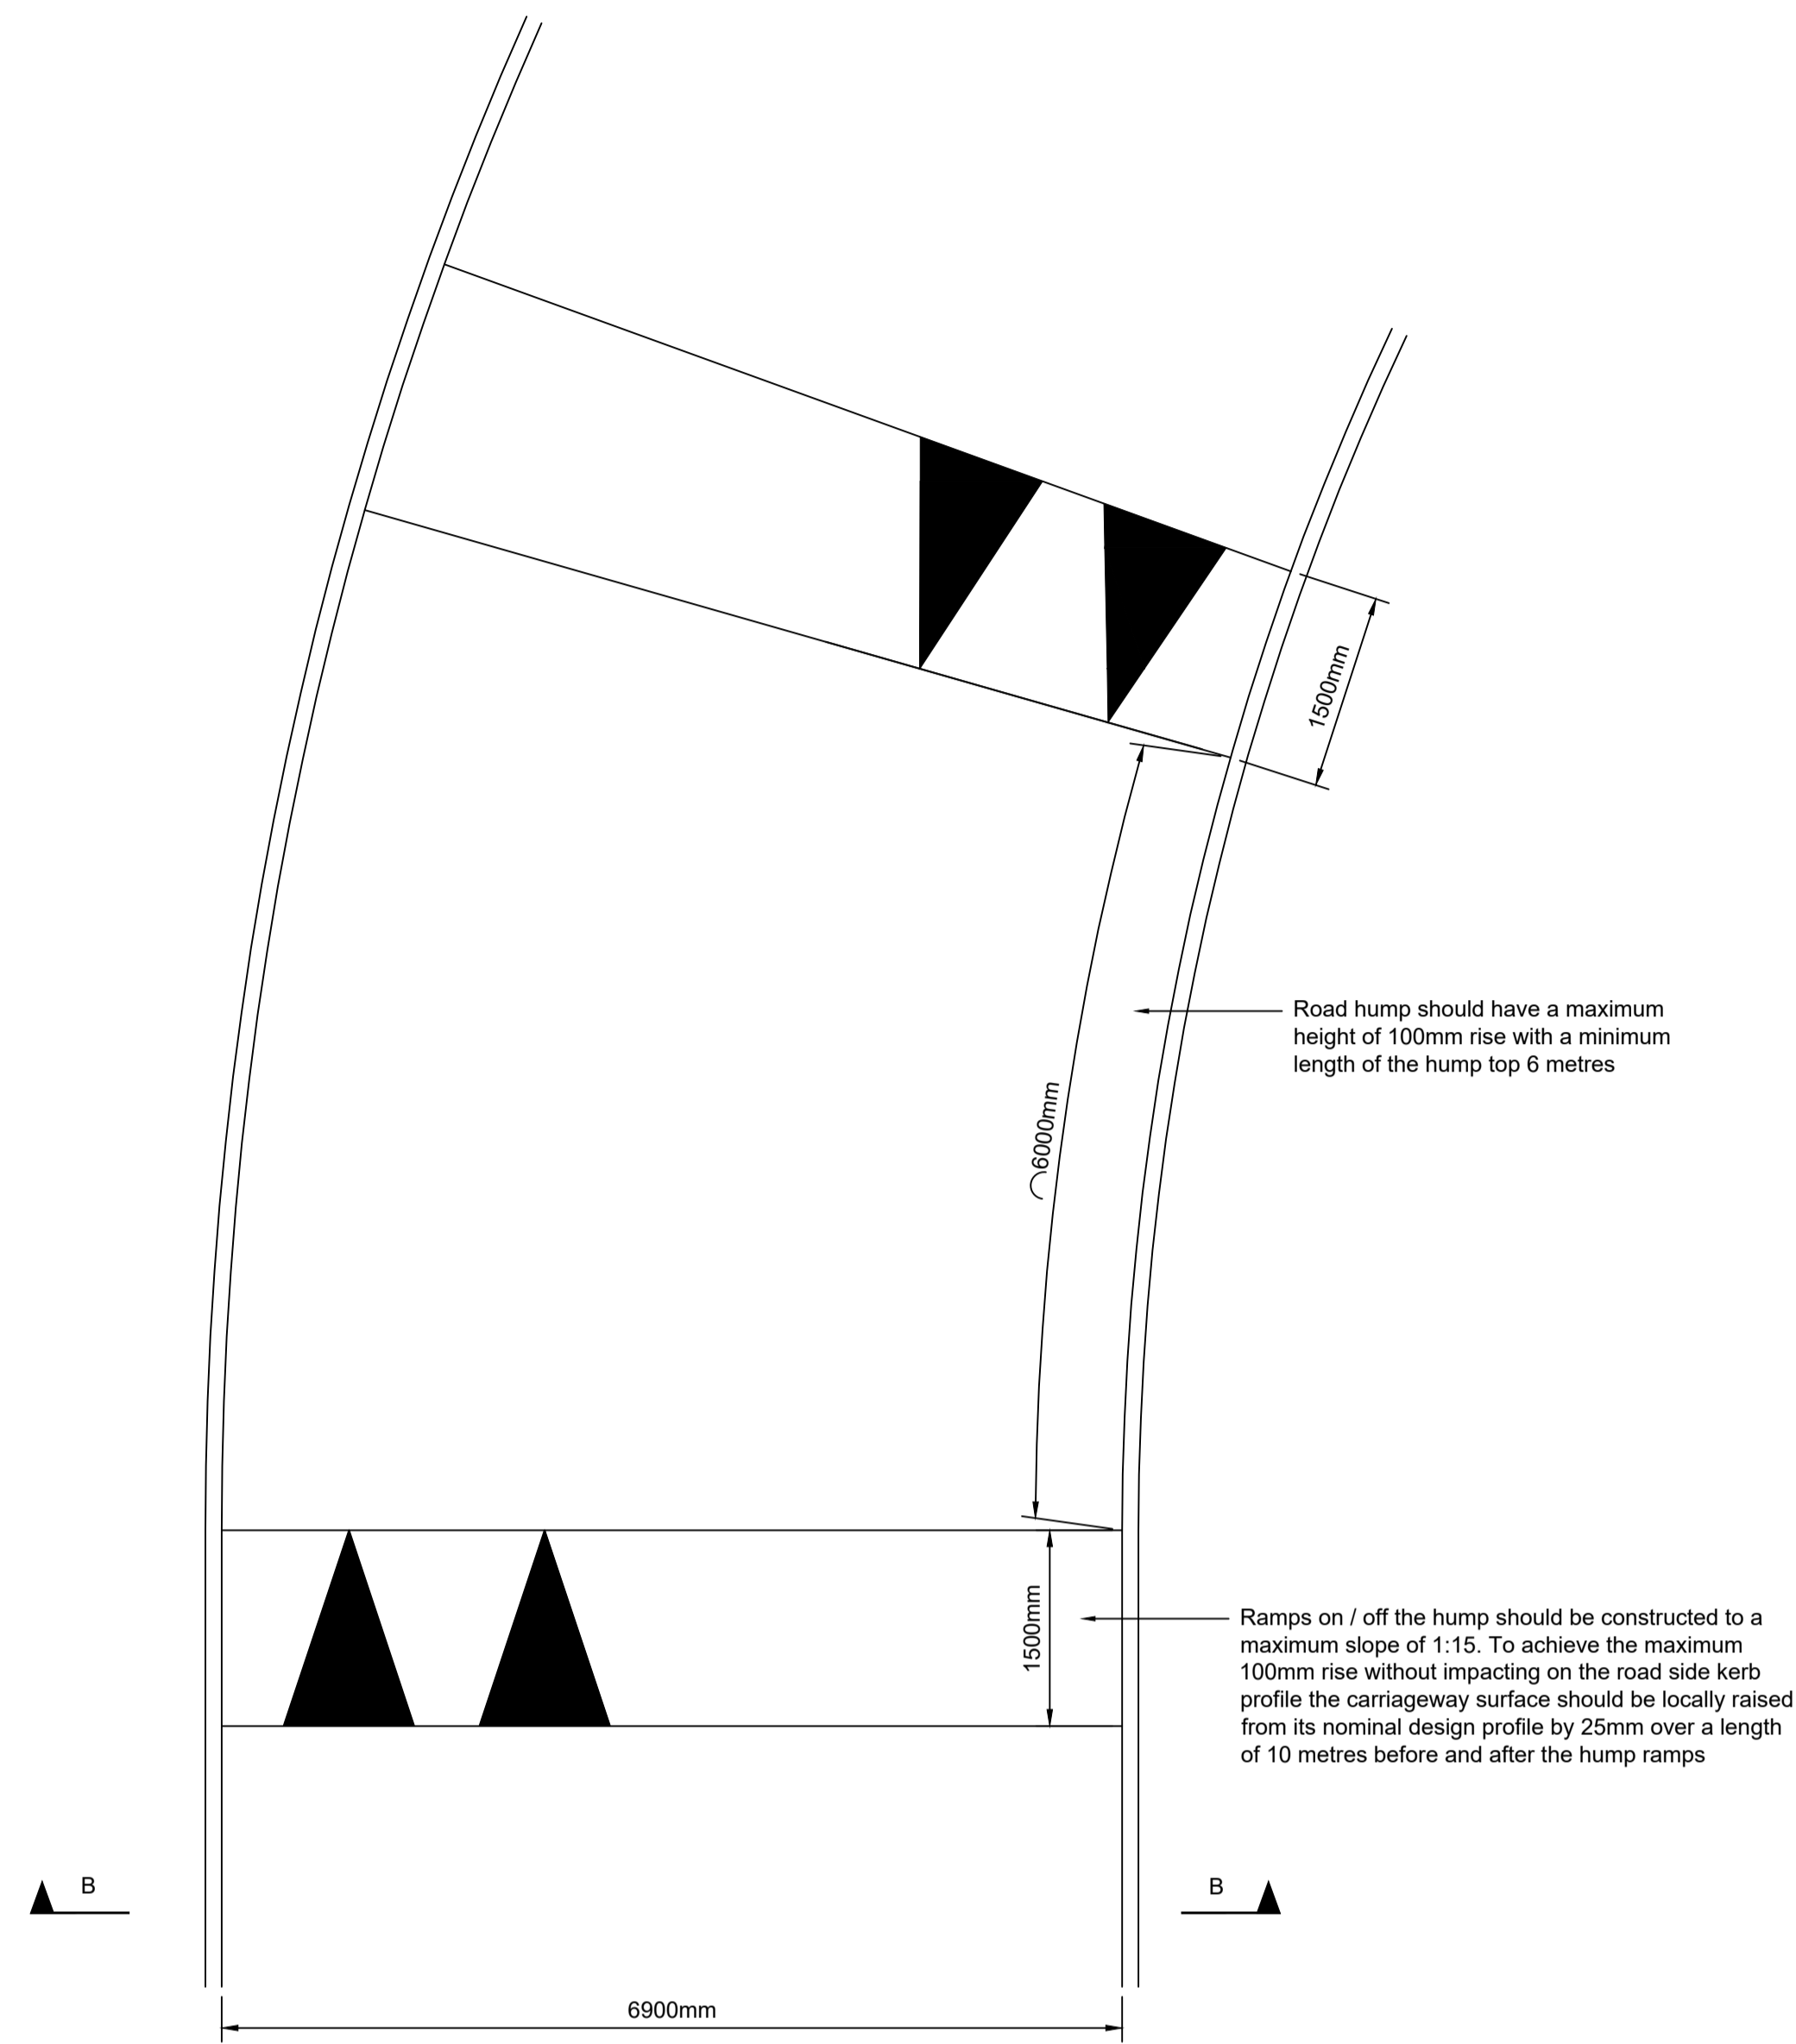 1500mm
Road hump should have a maximum
height of 100mm rise with a minimum
length of the hump top 6 metres
6000mm
1500mm
Ramps on / off the hump should be constructed to a
maximum slope of 1:15. To achieve the maximum
100mm rise without impacting on the road side kerb
profile the carriageway surface should be locally raised
from its nominal design profile by 25mm over a length
of 10 metres before and after the hump ramps
B
B
6900mm